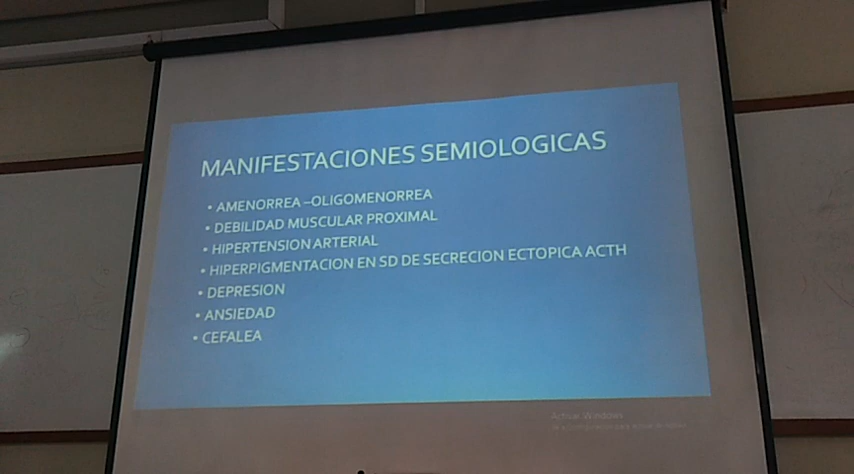 MANIFESTACIONES SEMIOLOGICAS
• AMENORREA –OLIGOMENORREA
• DEBILIDAD MUSCULAR PROXIMAL
• HIPERTENSION ARTERIAL
• HIPERPIGMENTACION EN SD DE SECRECION ECTOPICA ACTH
• DEPRESION
• ANSIEDAD
• CEFALEA
Activar Windows